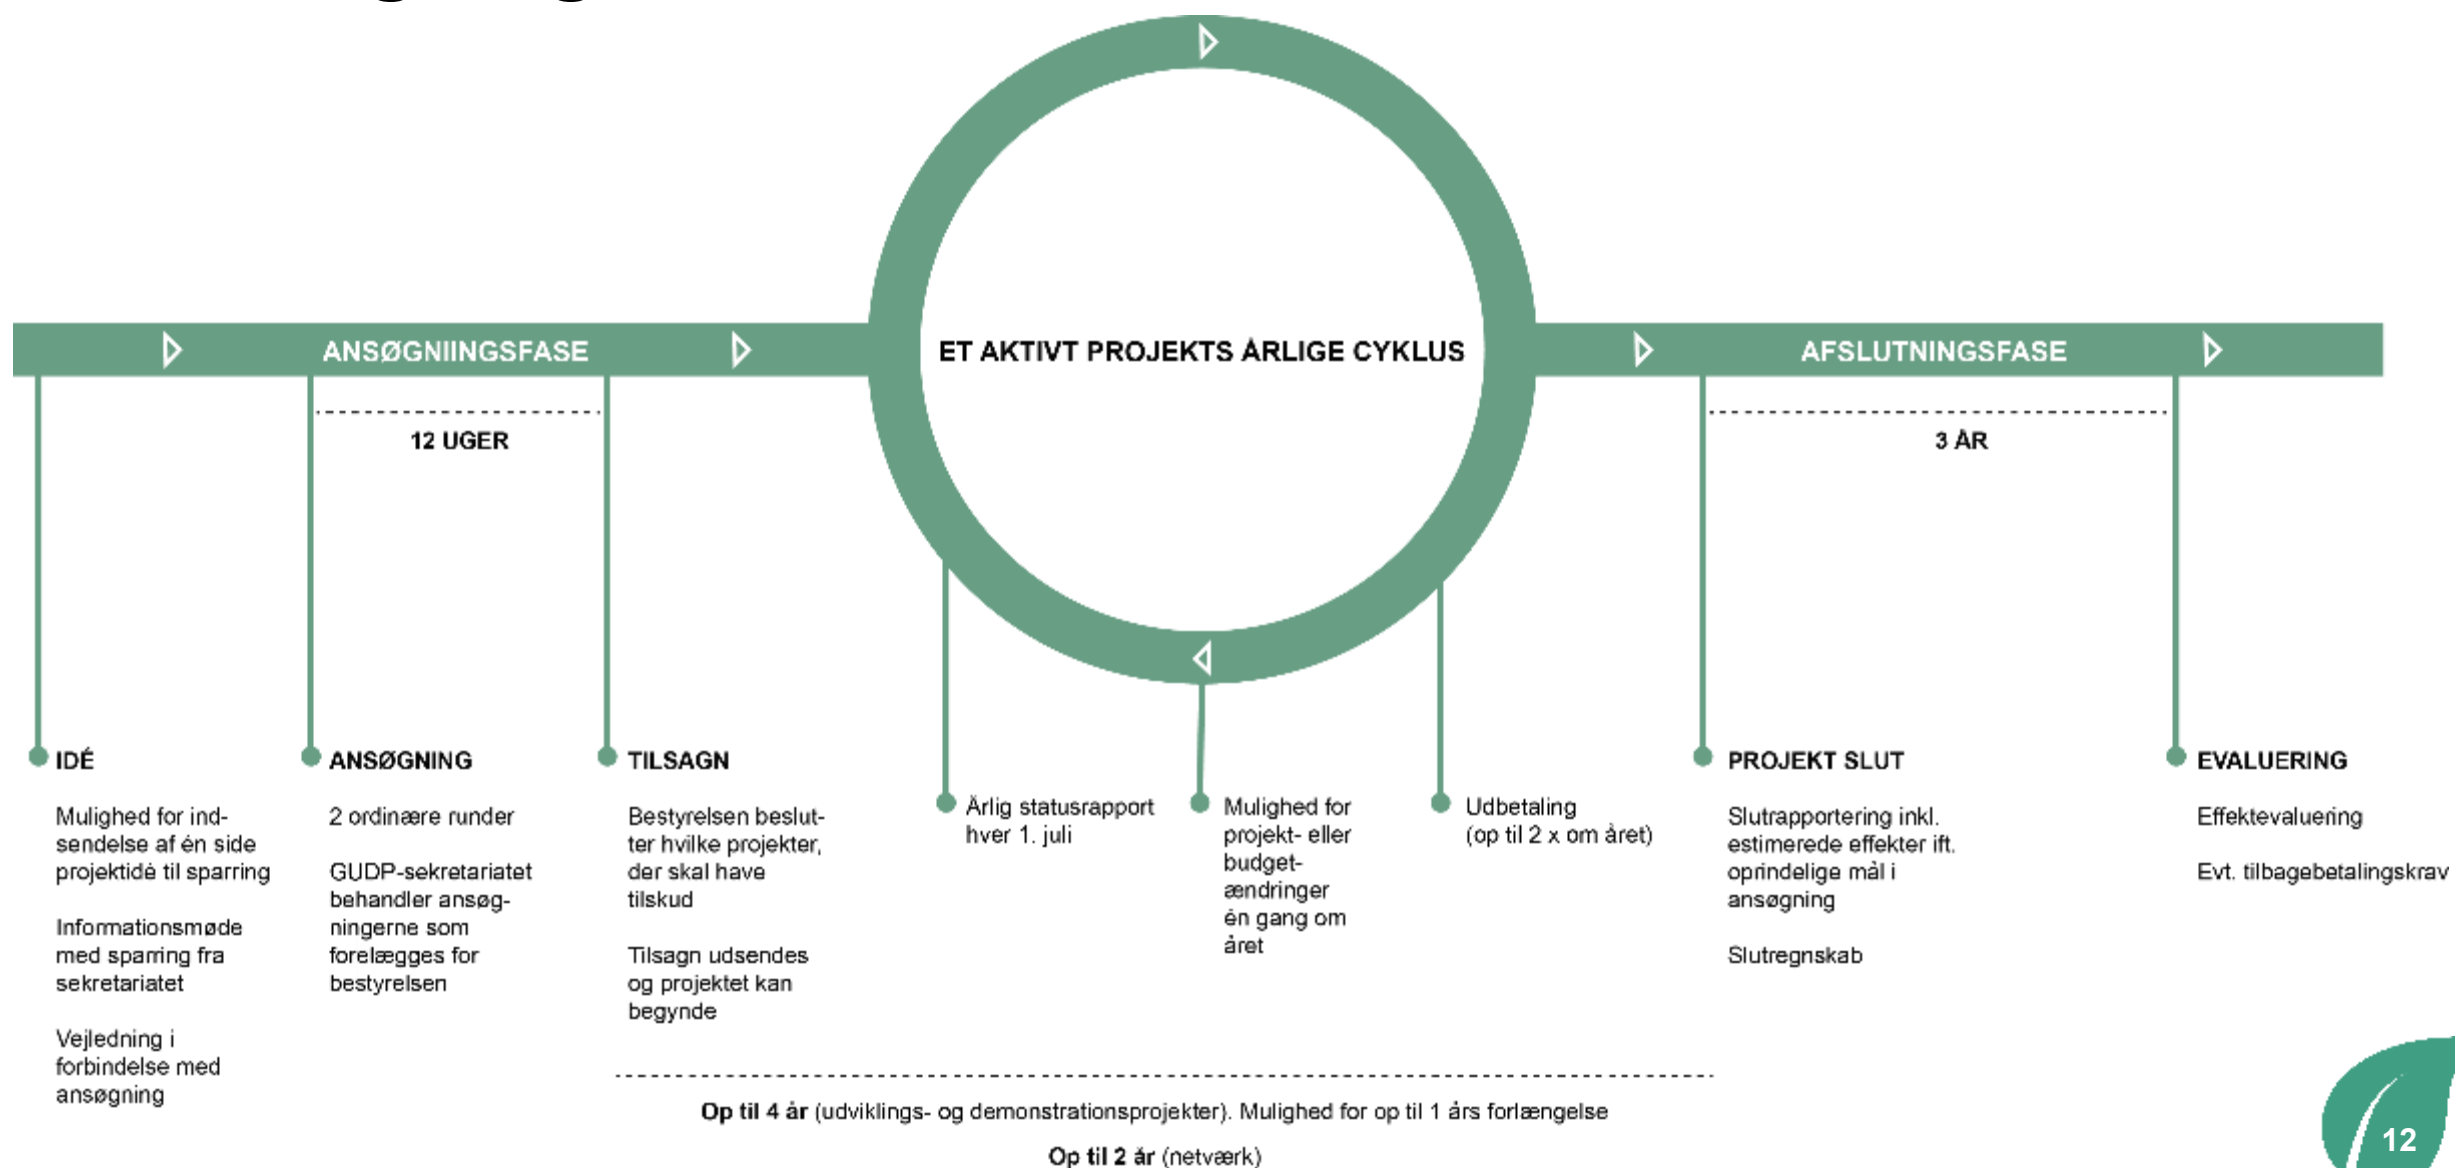 ANSØGNIINGSFASE
ET AKTIVT PROJEKTS ÅRLIGE CYKLUS
AFSLUTNINGSFASE
12 UGER
3 ÅR
IDÉ
Mulighed for ind-
sendelse af én side
projektidé til sparring
Informationsmøde
med sparring fra
sekretariatet
Vejledning i
forbindelse med
ansøgning
ANSØGNING
2 ordinære runder
GUDP-sekretariatet
behandler ansøg-
ningerne som
forelægges for
bestyrelsen
TILSAGN
Bestyrelsen beslut-
ter hvilke projekter,
der skal have
tilskud
Tilsagn udsendes
og projektet kan
begynde
Årlig statusrapport
hver 1. juli
Mulighed for
projekt- eller
budget-
ændringer
én gang om
året
Udbetaling
(op til 2 x om året)
PROJEKT SLUT
Slutrapportering inkl.
estimerede effekter ift.
oprindelige mål i
ansøgning
Slutregnskab
EVALUERING
Effektevaluering
Evt. tilbagebetalingskrav
Op til 4 år (udviklings- og demonstrationsprojekter). Mulighed for op til 1 års forlængelse
Op til 2 år (netværk)
12